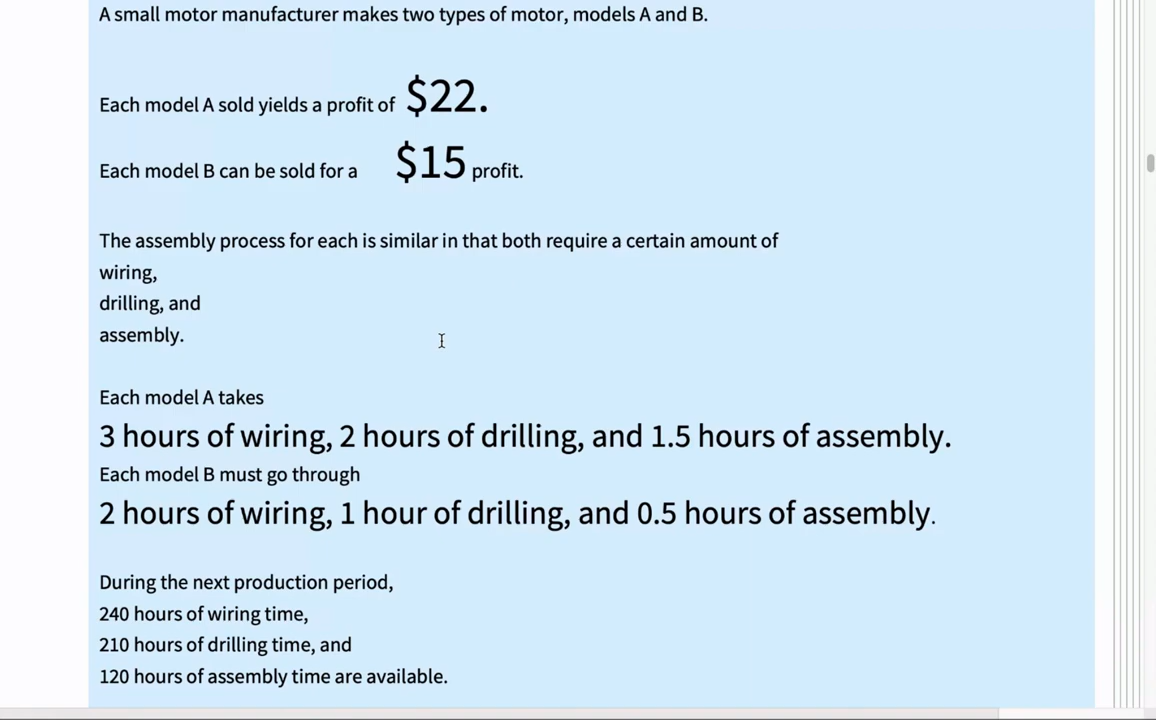 A small motor manufacturer makes two types of motor, models A and B.
Each model A sold yields a profit of $22.
Each model B can be sold for a $15 profit.
The assembly process for each is similar in that both require a certain amount of
wiring,
drilling, and
assembly.
Each model A takes
3 hours of wiring, 2 hours of drilling, and 1.5 hours of assembly.
Each model B must go through
2 hours of wiring, 1 hour of drilling, and 0.5 hours of assembly.
During the next production period,
240 hours of wiring time,
210 hours of drilling time, and
120 hours of assembly time are available.